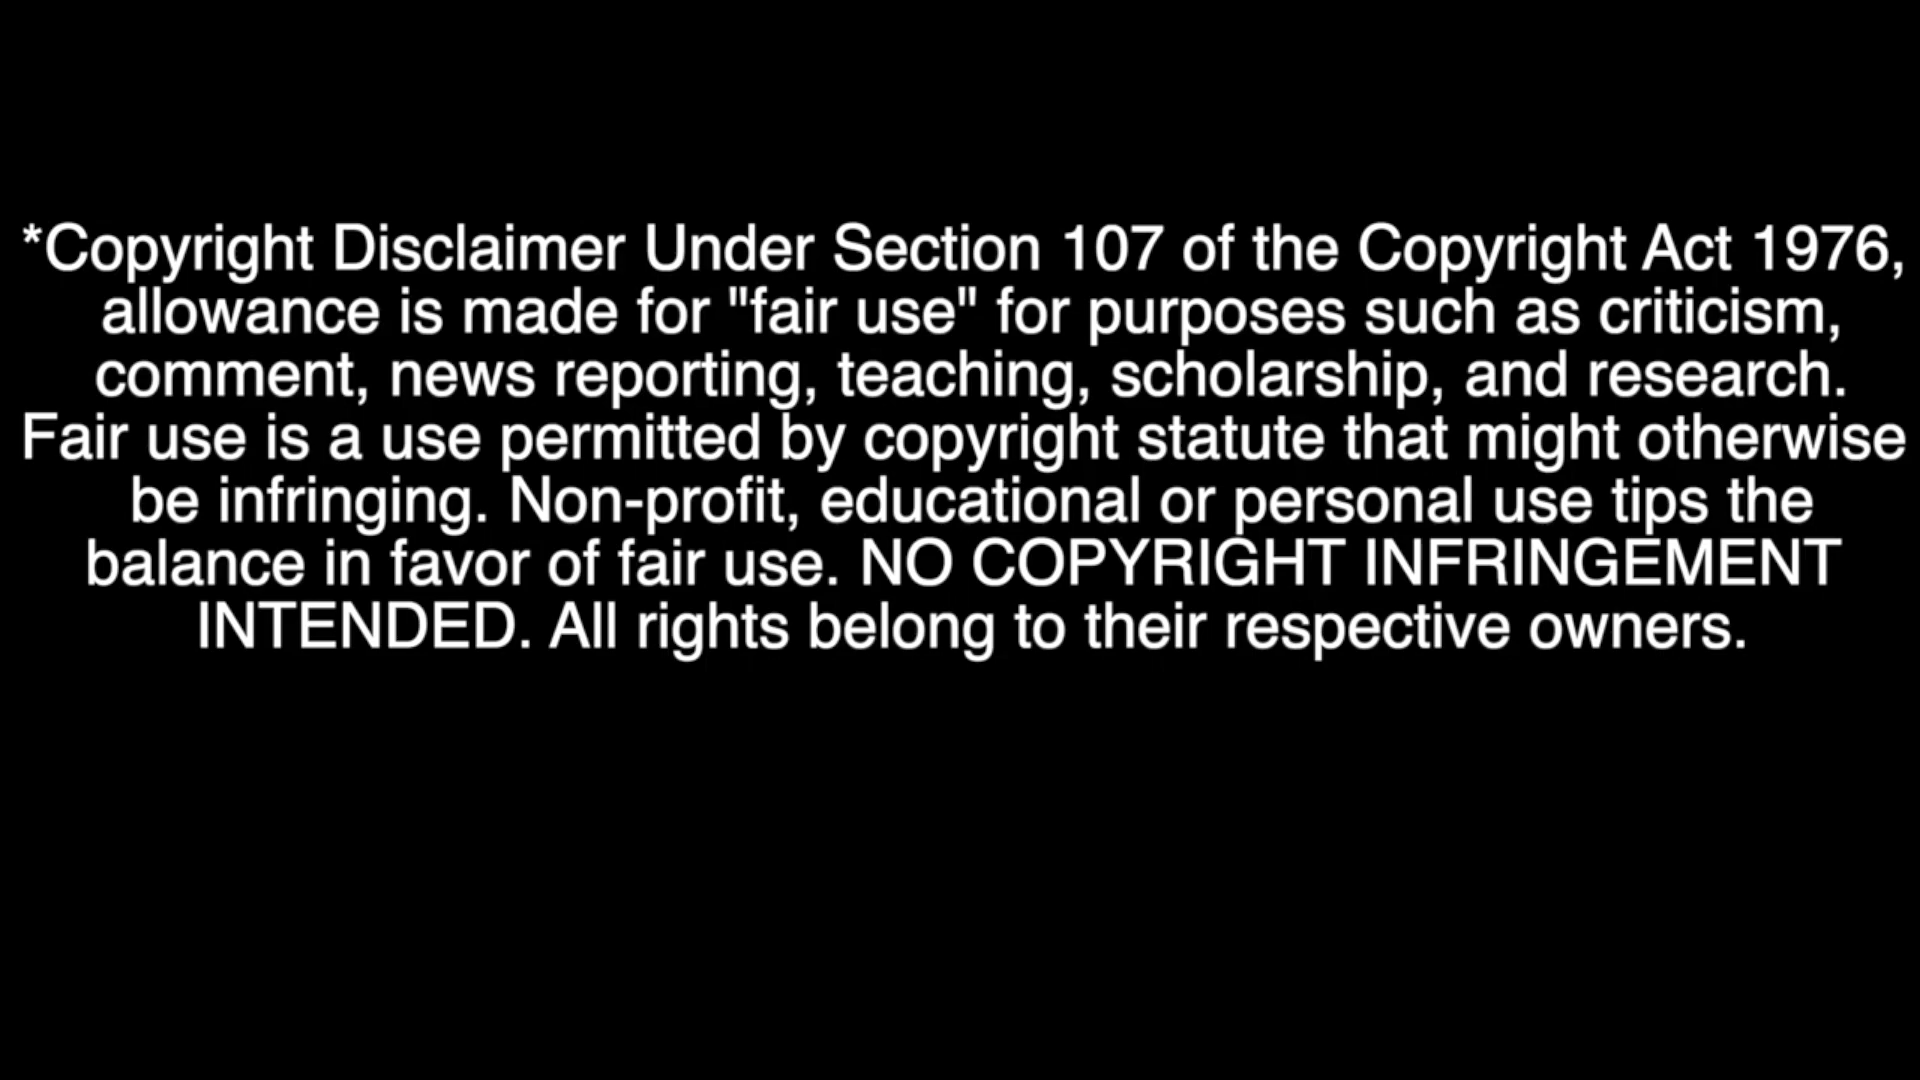 *Copyright Disclaimer Under Section 107 of the Copyright Act 1976,
allowance is made for "fair use" for purposes such as criticism,
comment, news reporting, teaching, scholarship, and research.
Fair use is a use permitted by copyright statute that might otherwise
be infringing. Non-profit, educational or personal use tips the
balance in favor of fair use. NO COPYRIGHT INFRINGEMENT
INTENDED. All rights belong to their respective owners.